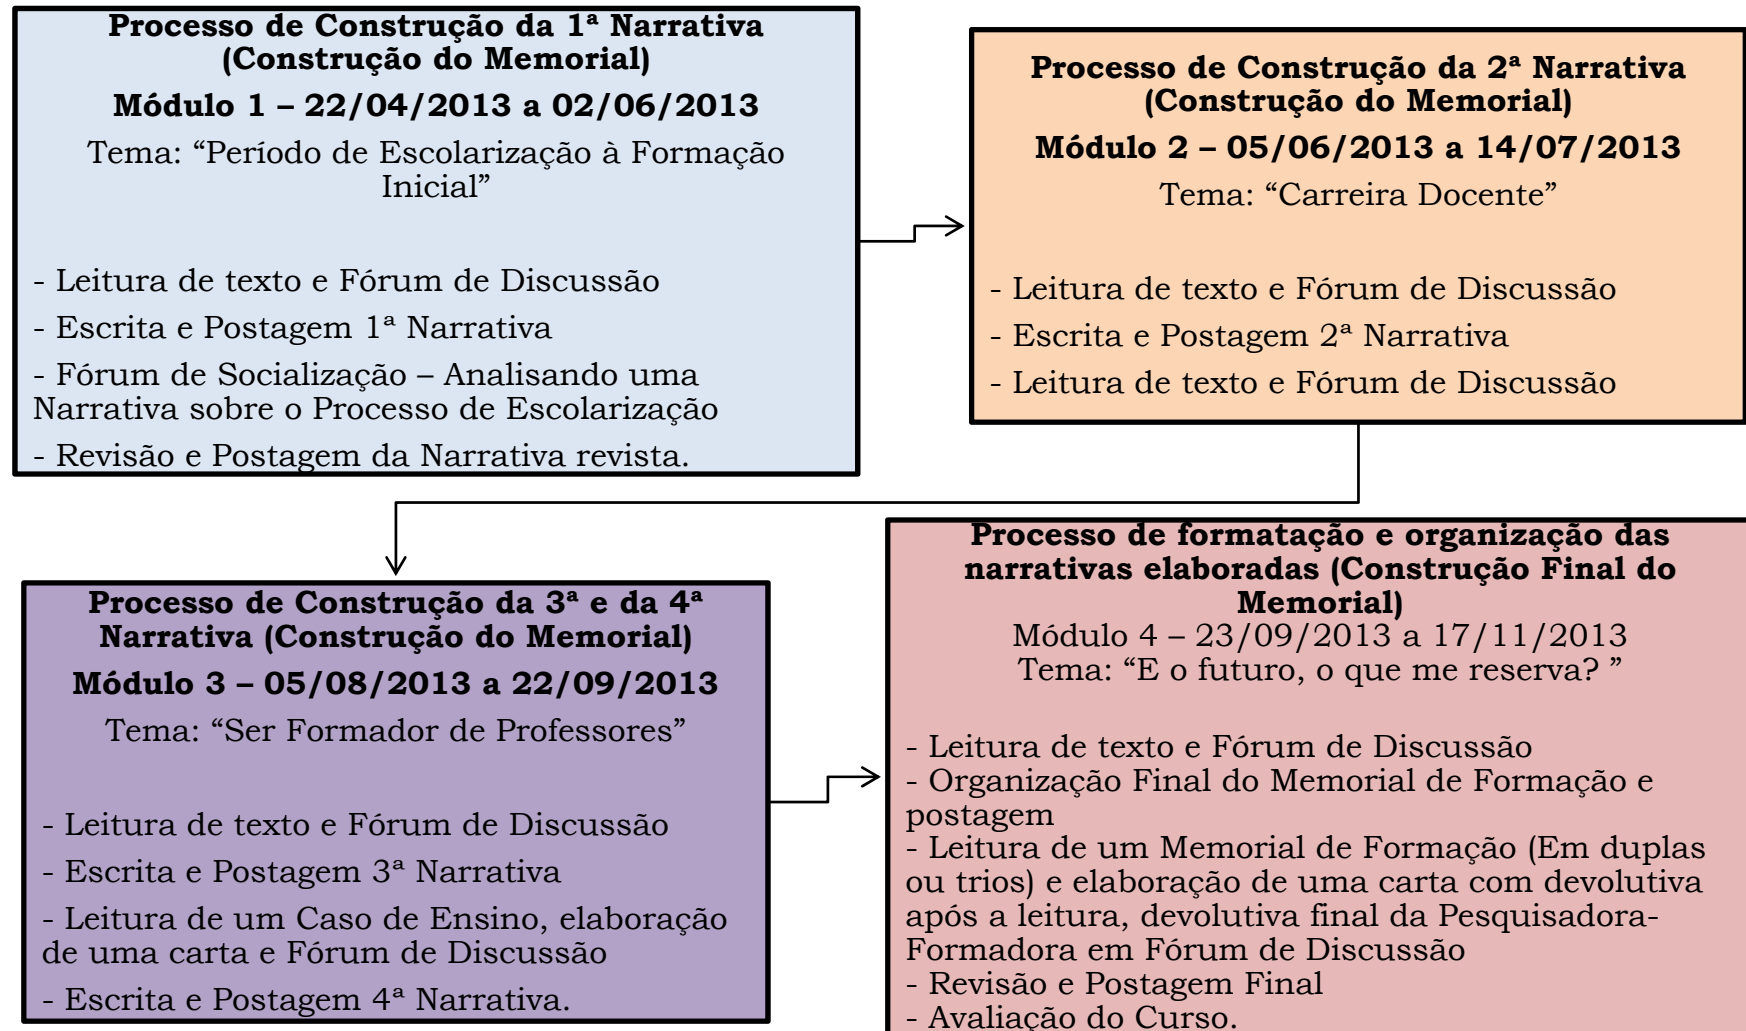 Processo de Construção da 1ª Narrativa
(Construção do Memorial)
Módulo 1 – 22/04/2013 a 02/06/2013
Tema: “Período de Escolarização à Formação
Inicial”
- Leitura de texto e Fórum de Discussão
- Escrita e Postagem 1ª Narrativa
- Fórum de Socialização – Analisando uma
Narrativa sobre o Processo de Escolarização
- Revisão e Postagem da Narrativa revista.
Processo de Construção da 2ª Narrativa
(Construção do Memorial)
Módulo 2 – 05/06/2013 a 14/07/2013
Tema: “Carreira Docente”
- Leitura de texto e Fórum de Discussão
- Escrita e Postagem 2ª Narrativa
- Leitura de texto e Fórum de Discussão
Processo de Construção da 3ª e da 4ª
Narrativa (Construção do Memorial)
Módulo 3 – 05/08/2013 a 22/09/2013
Tema: “Ser Formador de Professores”
- Leitura de texto e Fórum de Discussão
- Escrita e Postagem 3ª Narrativa
- Leitura de um Caso de Ensino, elaboração
de uma carta e Fórum de Discussão
- Escrita e Postagem 4ª Narrativa.
Processo de formatação e organização das
narrativas elaboradas (Construção Final do
Memorial)
Módulo 4 – 23/09/2013 a 17/11/2013
Tema: “E o futuro, o que me reserva? ”
- Leitura de texto e Fórum de Discussão
- Organização Final do Memorial de Formação e
postagem
- Leitura de um Memorial de Formação (Em duplas
ou trios) e elaboração de uma carta com devolutiva
após a leitura, devolutiva final da Pesquisadora-
Formadora em Fórum de Discussão
- Revisão e Postagem Final
- Avaliação do Curso.